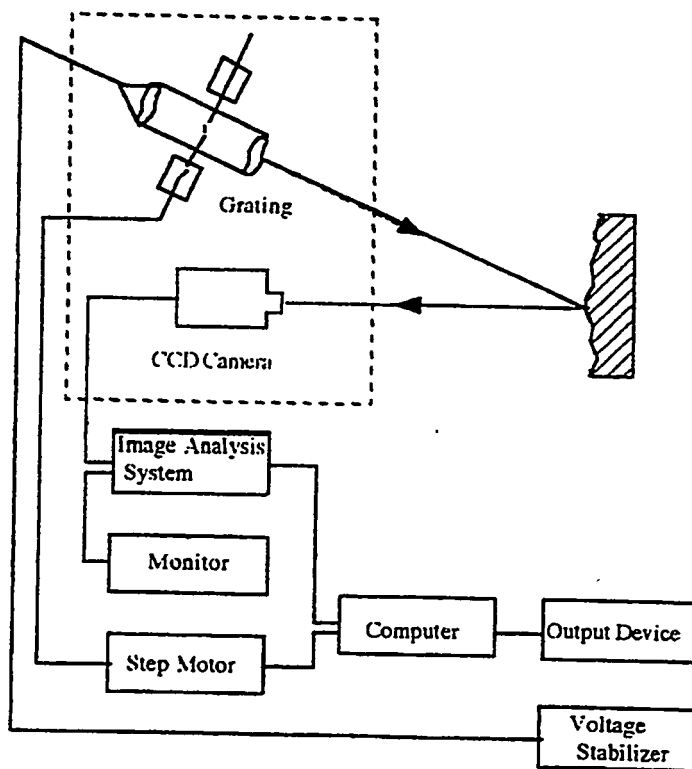 Grating
CCD Camera
Image Analysis
System
Monitor
Computer
Output Device
Step Motor
Voltage
Stabilizer